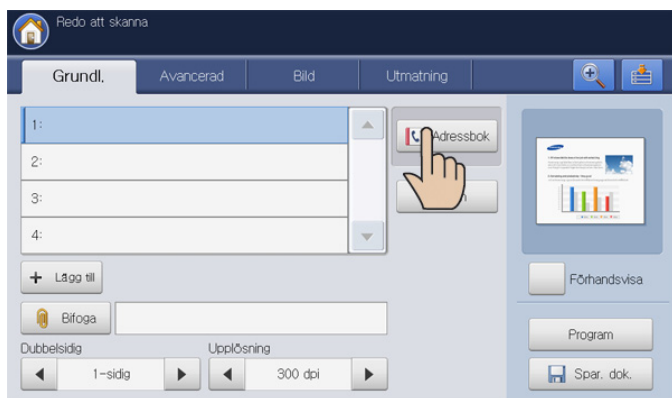 Redo att skanna
Grundl.
Avancerad
Bild
Utmatning
1:
2:
3:
4:
Adressbok
Lägg till
Bifoga
Dubbelsidig
Upplösning
1-sidig
300 dpi
Förhandsvisa
Program
Spar. dok.